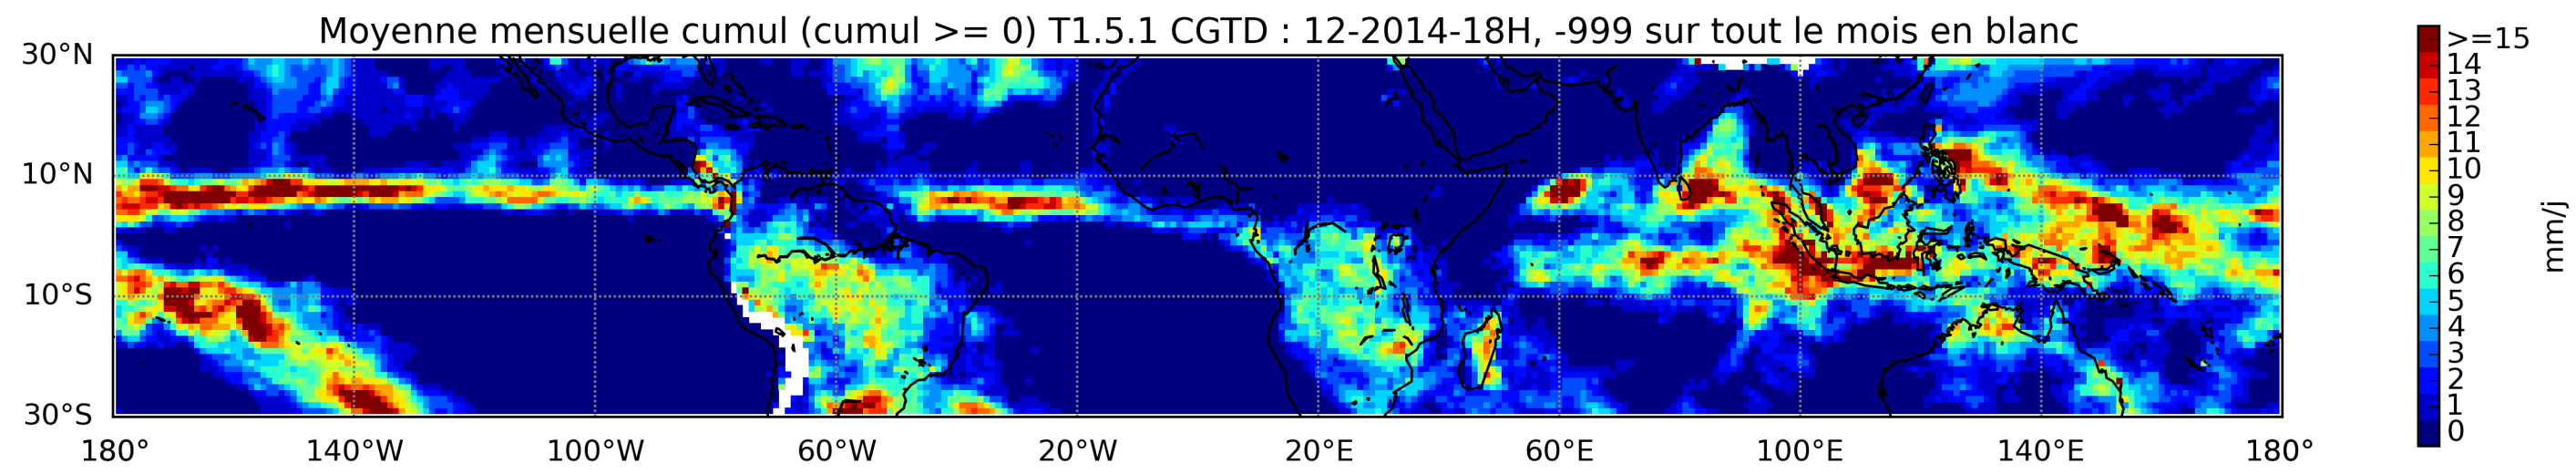 Moyenne mensuelle cumul (cumul >= 0) T1.5.1 CGTD : 12-2014-18H, -999 sur tout le mois en blanc
30°N
10°N
10°S
30°S
180°
140°W
100°W
60°W
20°W
20°E
60°E
100°E
140°E
180°
>=15
14
13
12
11
10
9
8
7
6
5
4
3
2
1
0
mm/j